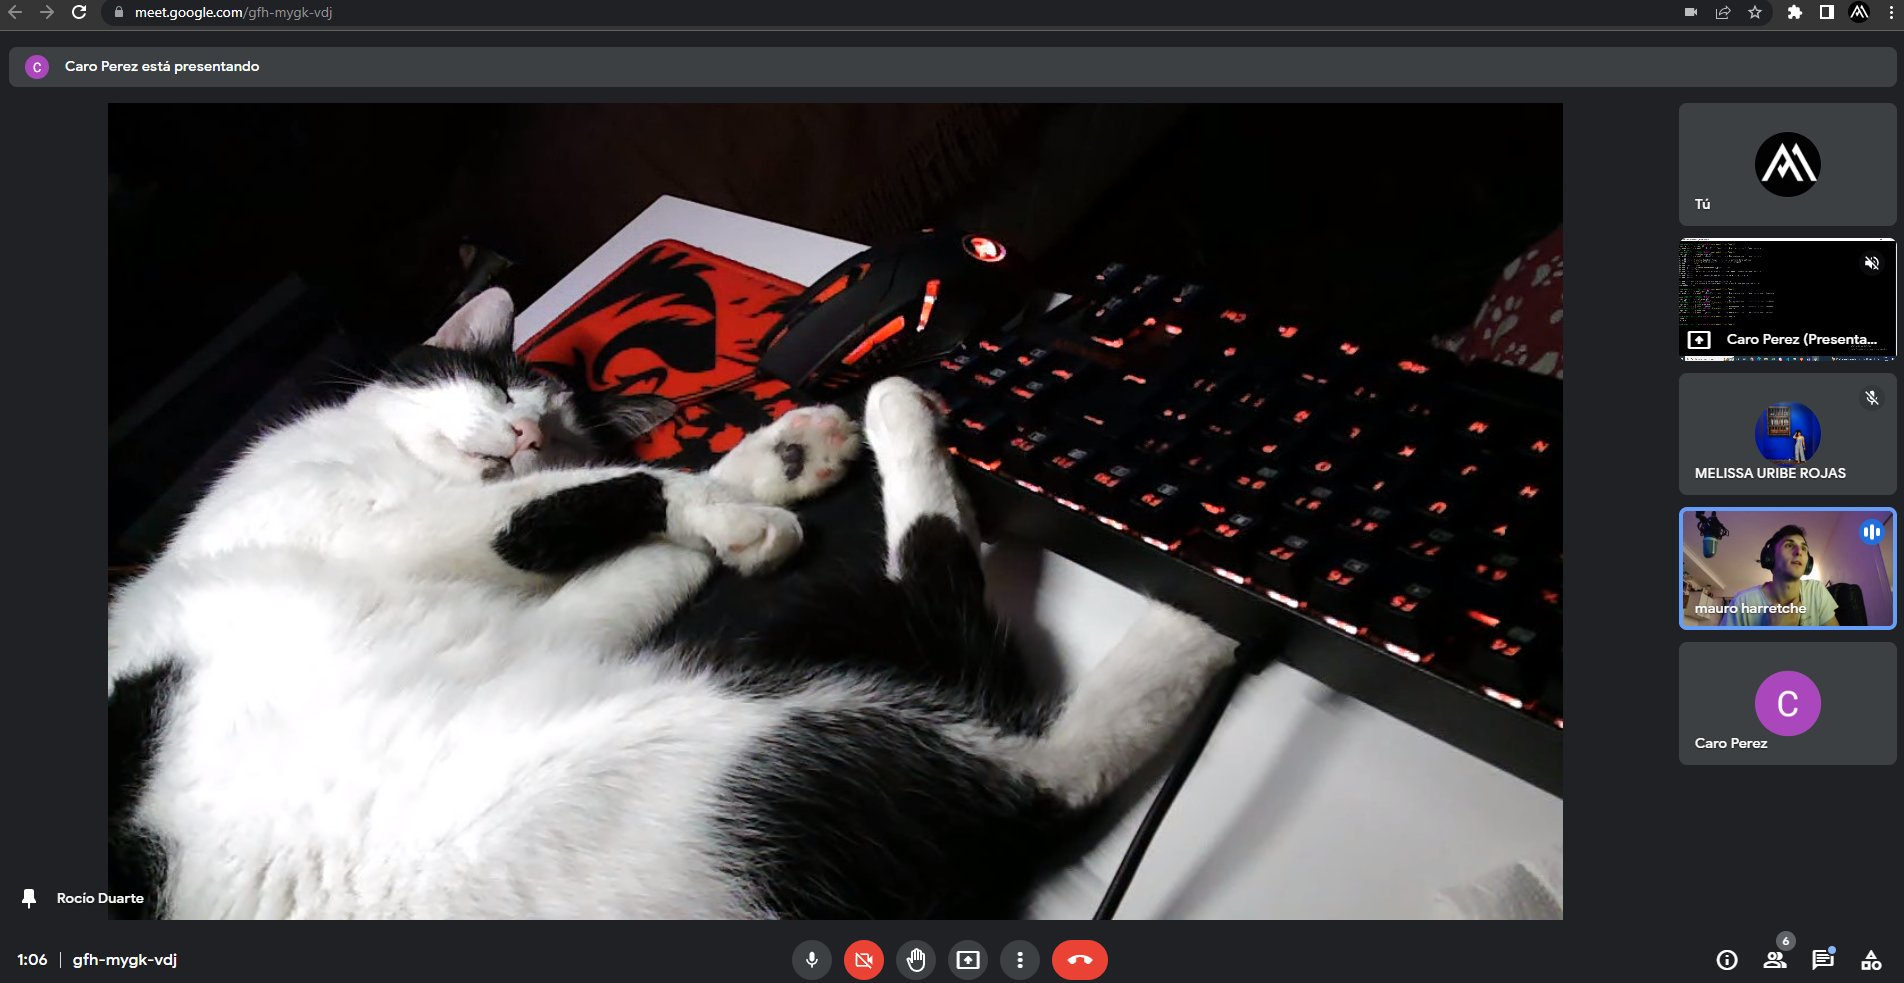 meet.google.com/gfh-mygk-vdj
C
Caro Perez está presentando
Tú
Caro Perez (Presenta...
MELISSA URIBE ROJAS
mauro harretche
C
Caro Perez
Rocío Duarte
1:06 | gfh-mygk-vdj
6